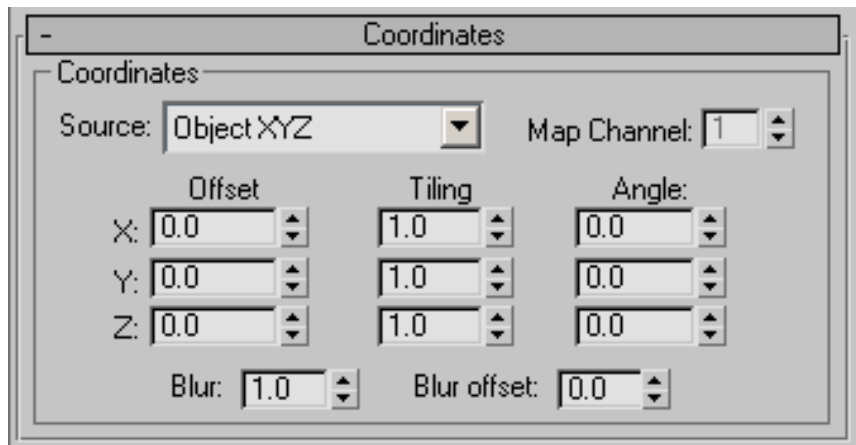 - Coordinates
Coordinates
Source: Object XYZ Map Channel: 1
Offset Tiling Angle:
X: 0.0 1.0 0.0
Y: 0.0 1.0 0.0
Z: 0.0 1.0 0.0
Blur: 1.0 Blur offset: 0.0